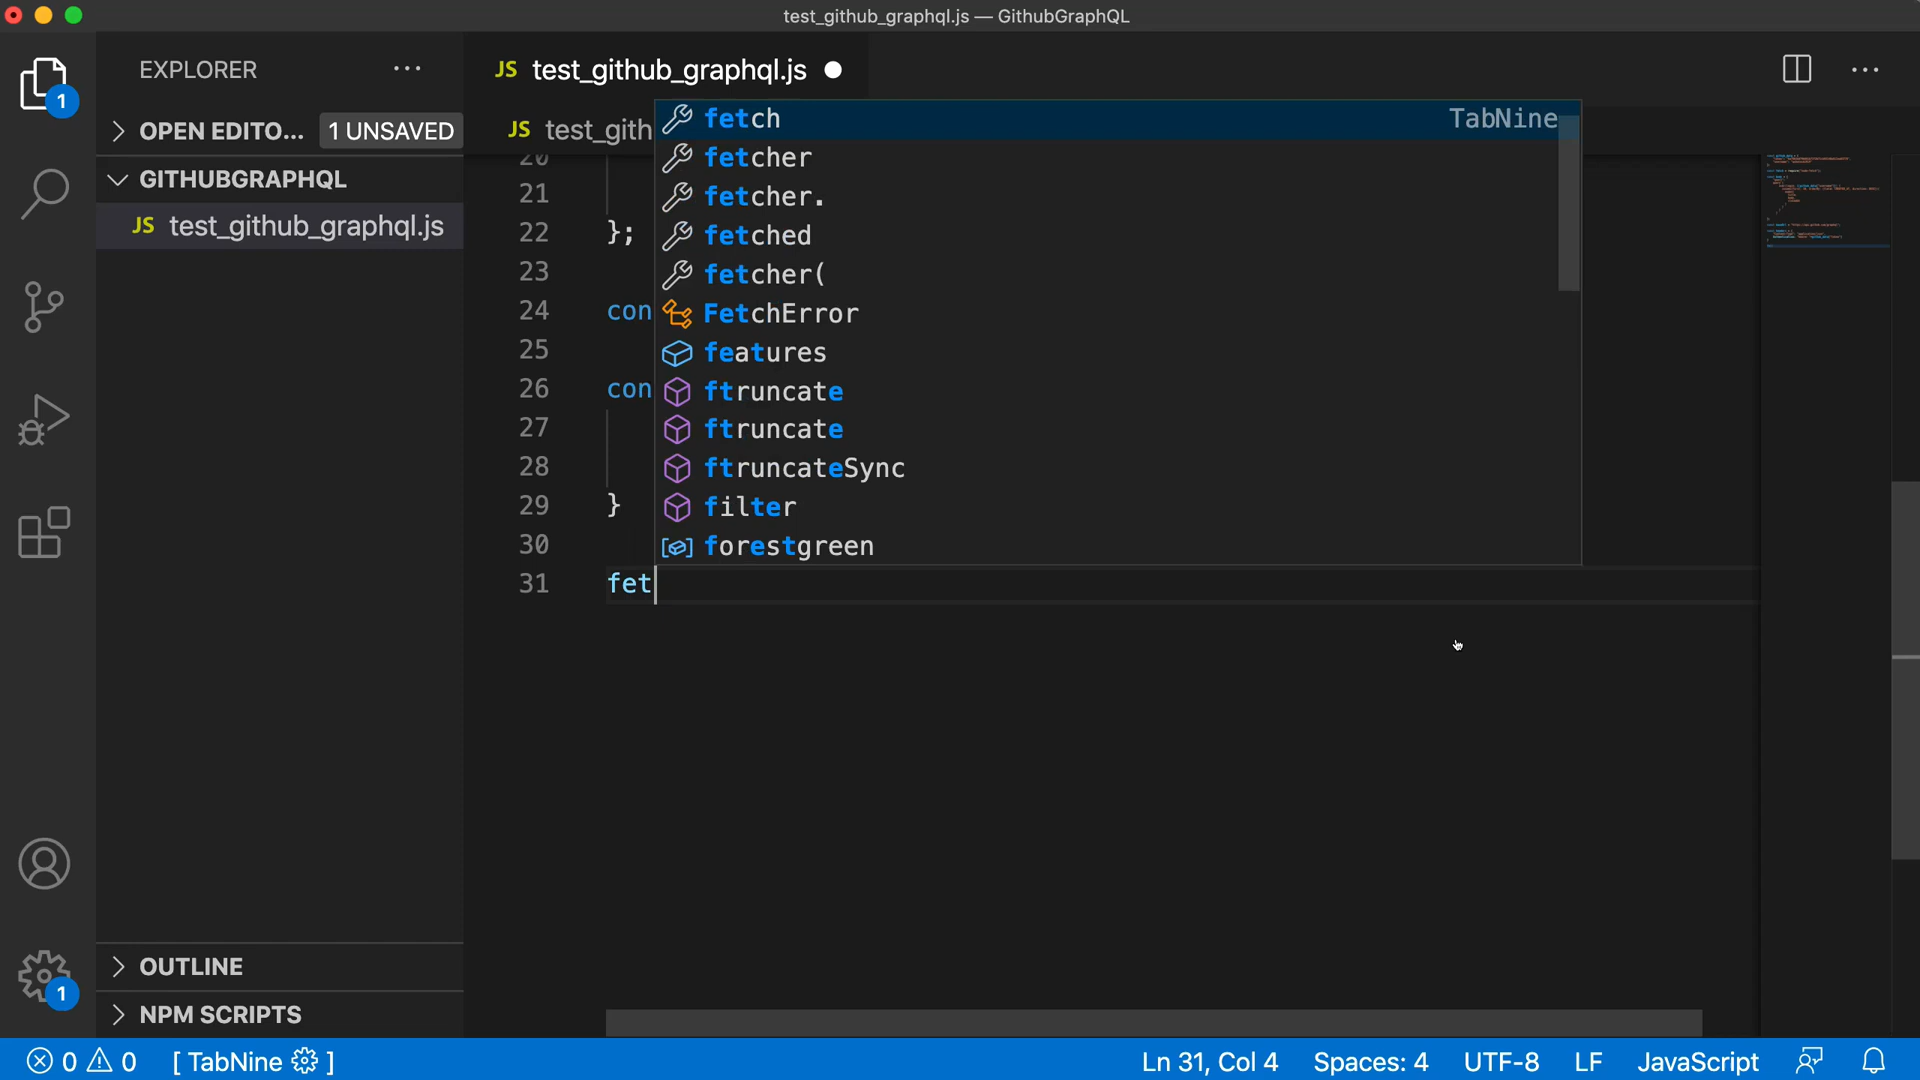 test_github_graphql.js — GithubGraphQL
EXPLORER
JS test_github_graphql.js
OPEN EDITO... 1 UNSAVED
JS test_gith
GITHUBGRAPHQL
JS test_github_graphql.js
fetch TabNine
fetcher
fetcher.
fetched
fetcher(
FetchError
features
ftruncate
ftruncate
ftruncateSync
filter
forestgreen
20
21
22 };
23
24 con
25
26 con
27
28
29 }
30
31 fet
1
OUTLINE
1
NPM SCRIPTS
0 0 [ TabNine ] Ln 31, Col 4 Spaces: 4 UTF-8 LF JavaScript